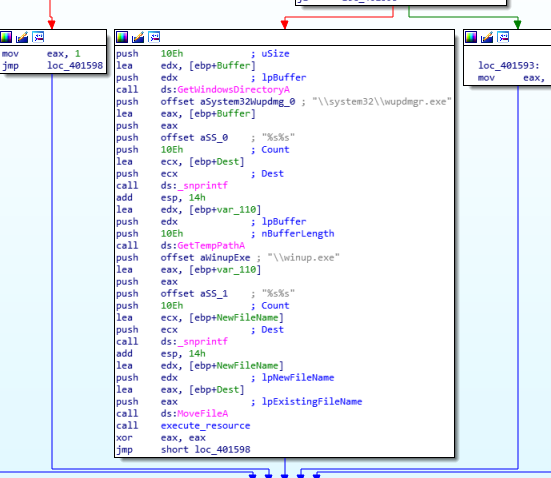 mov eax, 1
jmp loc_401598
push 10Eh ; uSize
lea edx, [ebp+Buffer]
push edx ; lpBuffer
call ds:GetWindowsDirectoryA
push offset aSystem32Wupdmg_0 ; "\\system32\\wupdmgr.exe"
lea eax, [ebp+Buffer]
push eax
push offset aSS_0 ; "%s%s"
push 10Eh ; Count
lea ecx, [ebp+Dest]
push ecx ; Dest
call ds:_snprintf
add esp, 14h
lea edx, [ebp+var_110]
push edx ; lpBuffer
push 10Eh ; nBufferLength
call ds:GetTempPathA
push offset aWinupExe ; "\\winup.exe"
lea eax, [ebp+var_110]
push eax
push offset aSS_1 ; "%s%s"
push 10Eh ; Count
lea ecx, [ebp+NewFileName]
push ecx ; Dest
call ds:_snprintf
add esp, 14h
lea edx, [ebp+NewFileName]
push edx ; lpNewFileName
lea eax, [ebp+Dest]
push eax ; lpExistingFileName
call ds:MoveFileA
call execute_resource
xor eax, eax
jmp short loc_401598
loc_401593:
mov eax,